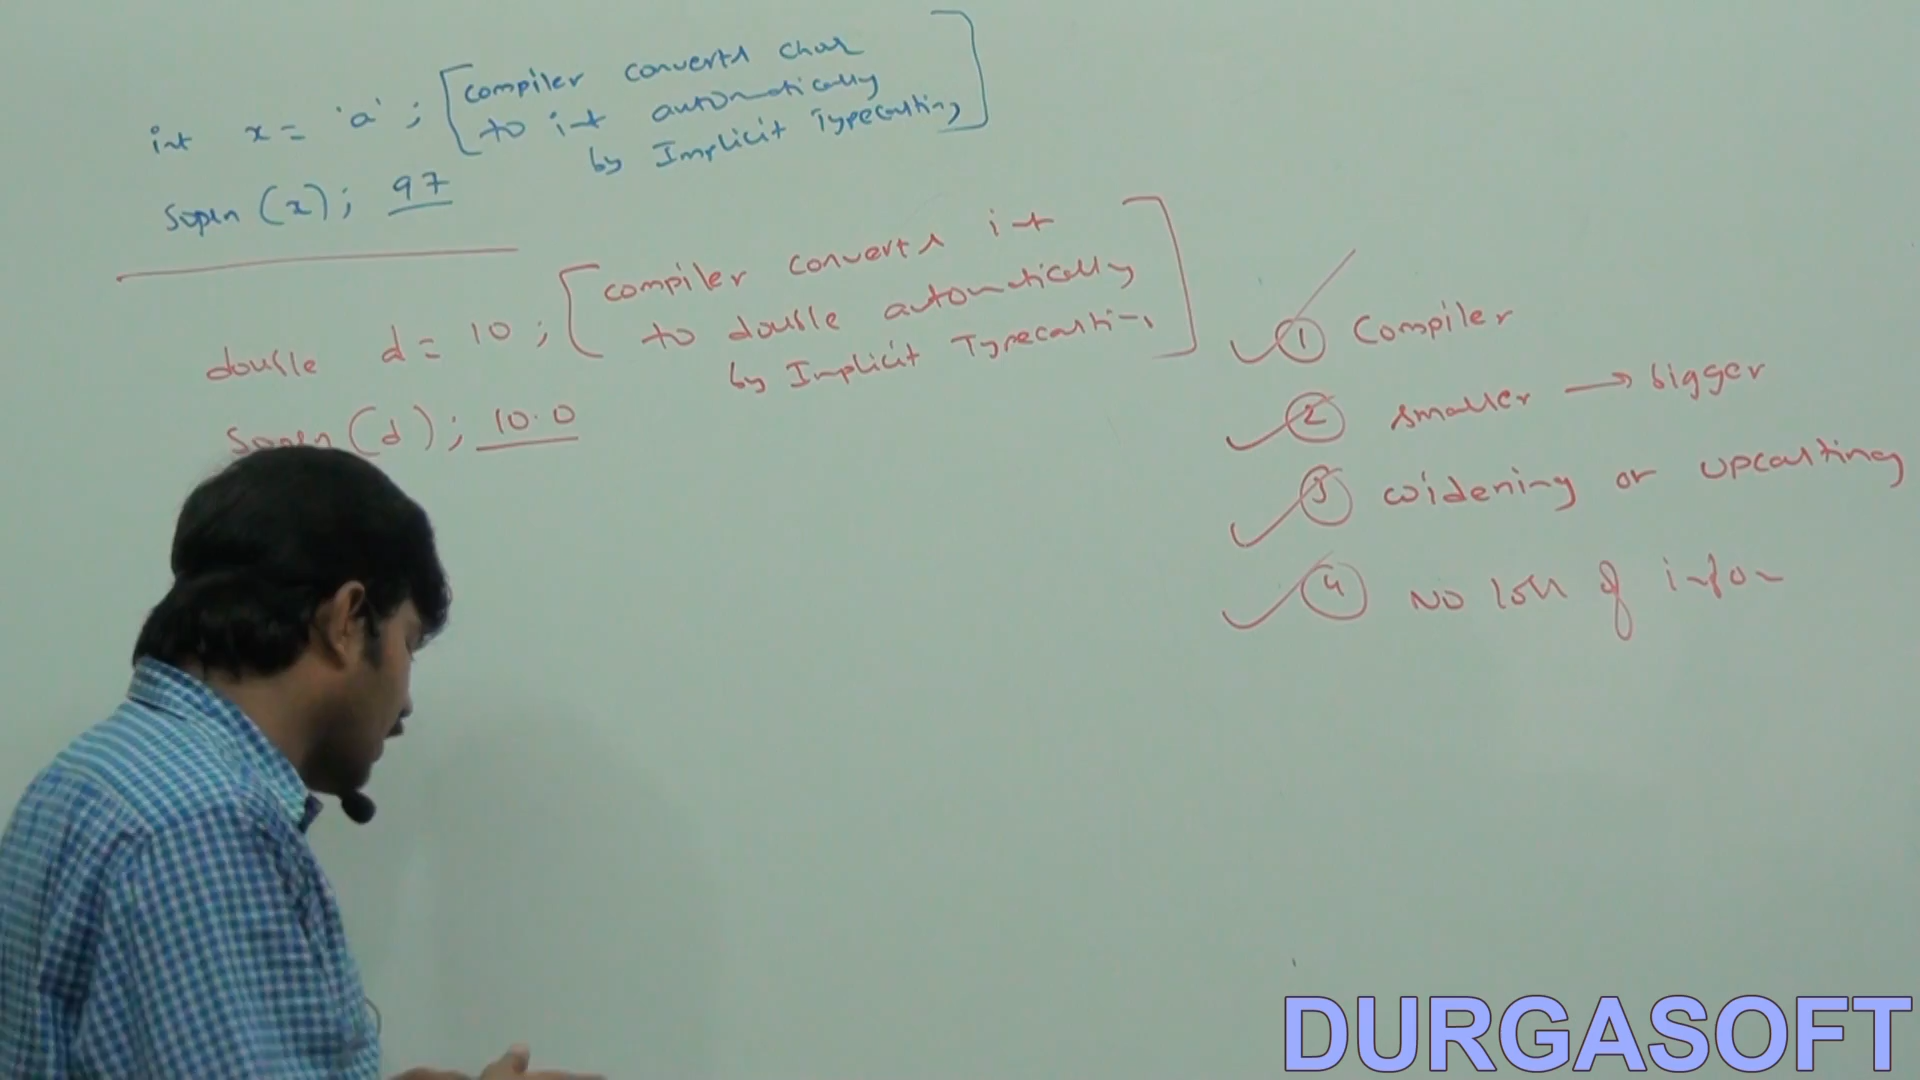 int x = 'a'; [compiler converts char
to int automatically
by Implicit Typecasting]
Sopln (x); 97
double d = 10; [compiler converts int
to double automatically
by Implicit Typecasting]
Sopln (d); 10.0
1 Compiler
2 smaller → bigger
3 widening or upcasting
4 No loss of infon
DURGASOFT